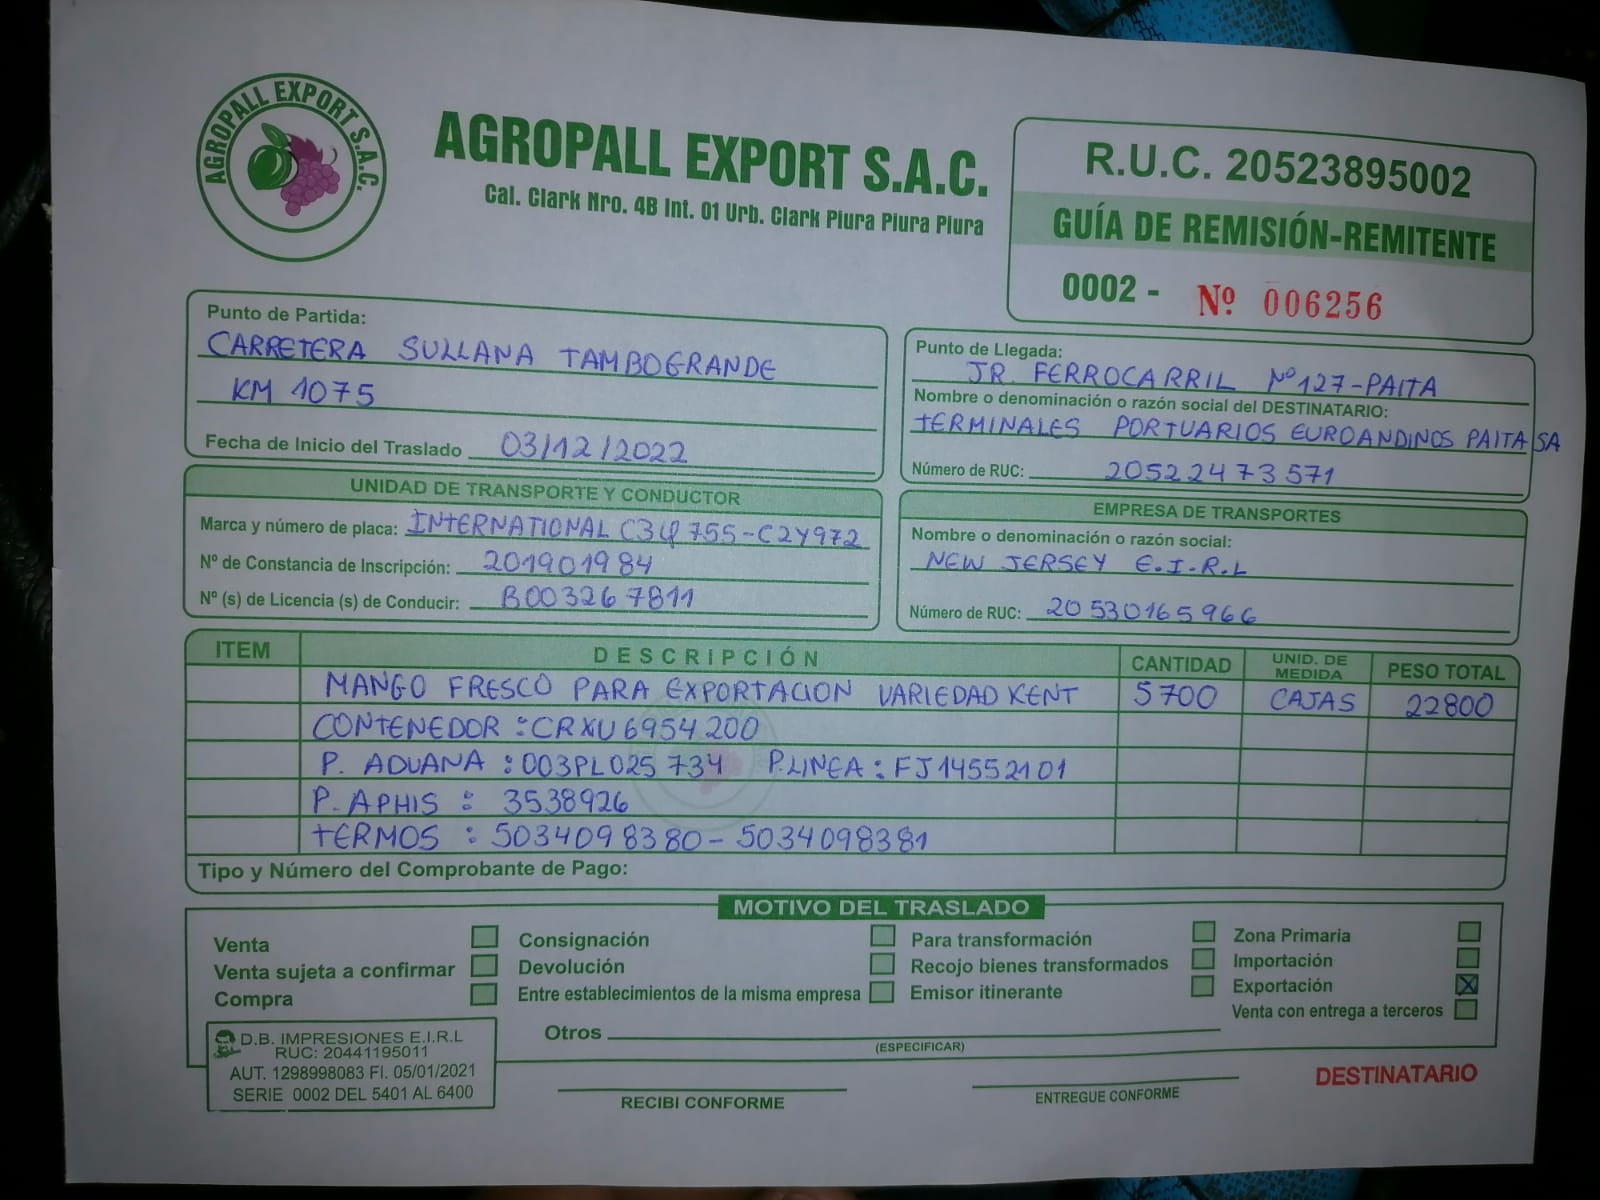 AGROPALL EXPORT S.A.C.
AGROPALL EXPORT S.A.C.
Cal. Clark Nro. 4B Int. 01 Urb. Clark Piura Piura Piura
R.U.C. 20523895002
GUÍA DE REMISIÓN-REMITENTE
0002 - Nº 006256
Punto de Partida:
CARRETERA SULLANA TAMBOGRANDE
KM 1075
Fecha de Inicio del Traslado 03/12/2022
Punto de Llegada:
JR. FERROCARRIL Nº127-PAITA
Nombre o denominación o razón social del DESTINATARIO:
TERMINALES PORTUARIOS EUROANDINOS PAITA SA
Número de RUC: 20522473571
UNIDAD DE TRANSPORTE Y CONDUCTOR
Marca y número de placa: INTERNATIONAL C2Y972
Nº de Constancia de Inscripción: 201901984
Nº (s) de Licencia (s) de Conducir: B003267811
EMPRESA DE TRANSPORTES
Nombre o denominación o razón social:
NEW JERSEY E.I.R.L
Número de RUC: 20530165966
ITEM DESCRIPCIÓN CANTIDAD UNID. DE MEDIDA PESO TOTAL
MANGO FRESCO PARA EXPORTACION VARIEDAD KENT 5700 CAJAS 22800
CONTENEDOR : CRXU6954200
P. ADUANA : 003PL025734 P.LINEA : FJ14552101
P. APHIS : 3538926
TERMOS : 5034098380 - 5034098381
Tipo y Número del Comprobante de Pago:
MOTIVO DEL TRASLADO
Venta Consignación Para transformación Zona Primaria
Venta sujeta a confirmar Devolución Recojo bienes transformados Importación
Compra Entre establecimientos de la misma empresa Emisor itinerante Exportación X
Venta con entrega a terceros
Otros
(ESPECIFICAR)
D.B. IMPRESIONES E.I.R.L
RUC: 20441195011
AUT. 1298998083 FI. 05/01/2021
SERIE 0002 DEL 5401 AL 6400
RECIBI CONFORME
ENTREGUE CONFORME
DESTINATARIO